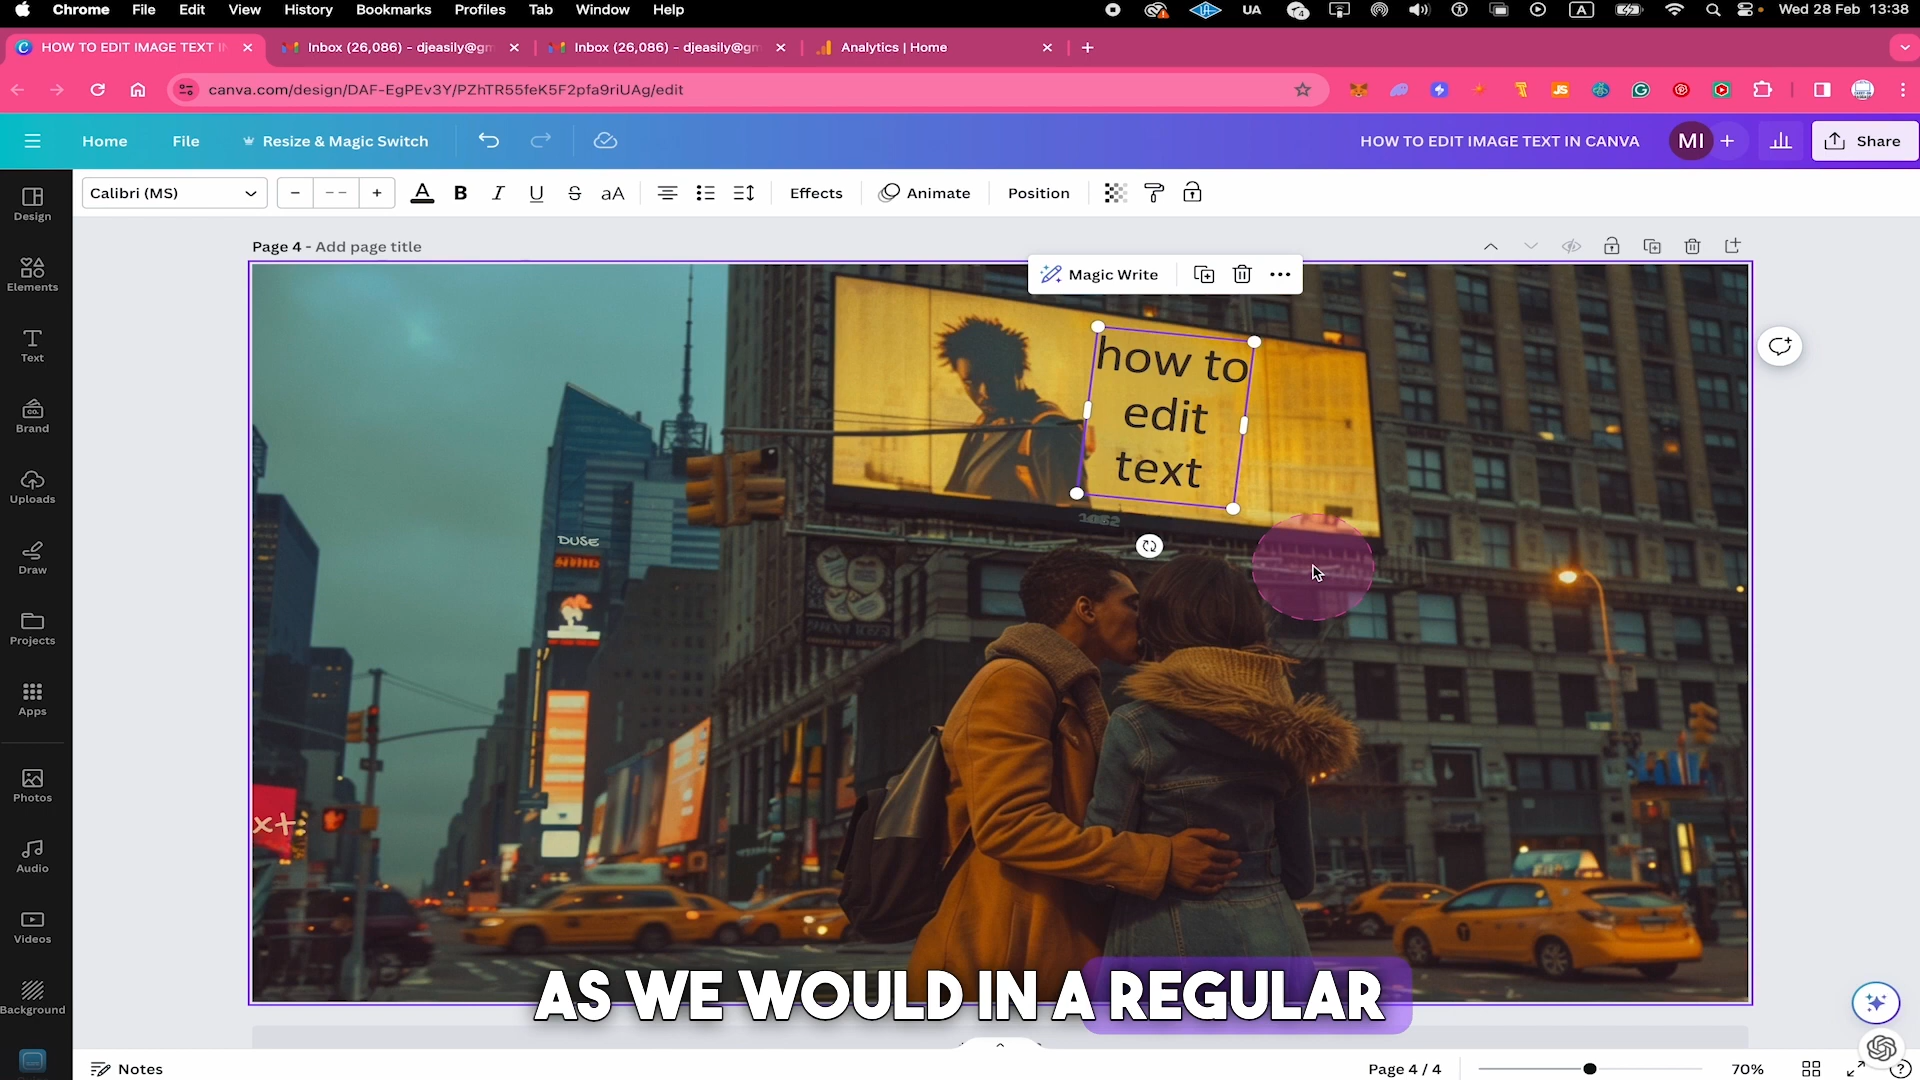 Chrome File Edit View History Bookmarks Profiles Tab Window Help
UA
A
Wed 28 Feb 13:38
HOW TO EDIT IMAGE TEXT IN
Inbox (26,086) – djeasily@gm
Inbox (26,086) – djeasily@gm
Analytics | Home
canva.com/design/DAF-EgPEv3Y/PZhTR55feK5F2pfa9riUAg/edit
JS
Home File Resize & Magic Switch
HOW TO EDIT IMAGE TEXT IN CANVA
MI
Share
Calibri (MS)
– – – +
A B I U S aA
Effects Animate Position
Design
Elements
Text
Brand
Uploads
Draw
Projects
Apps
Photos
Audio
Videos
Background
Page 4 - Add page title
Magic Write
how to
edit
text
DUSE
AS WE WOULD IN A REGULAR
Notes
Page 4 / 4
70%